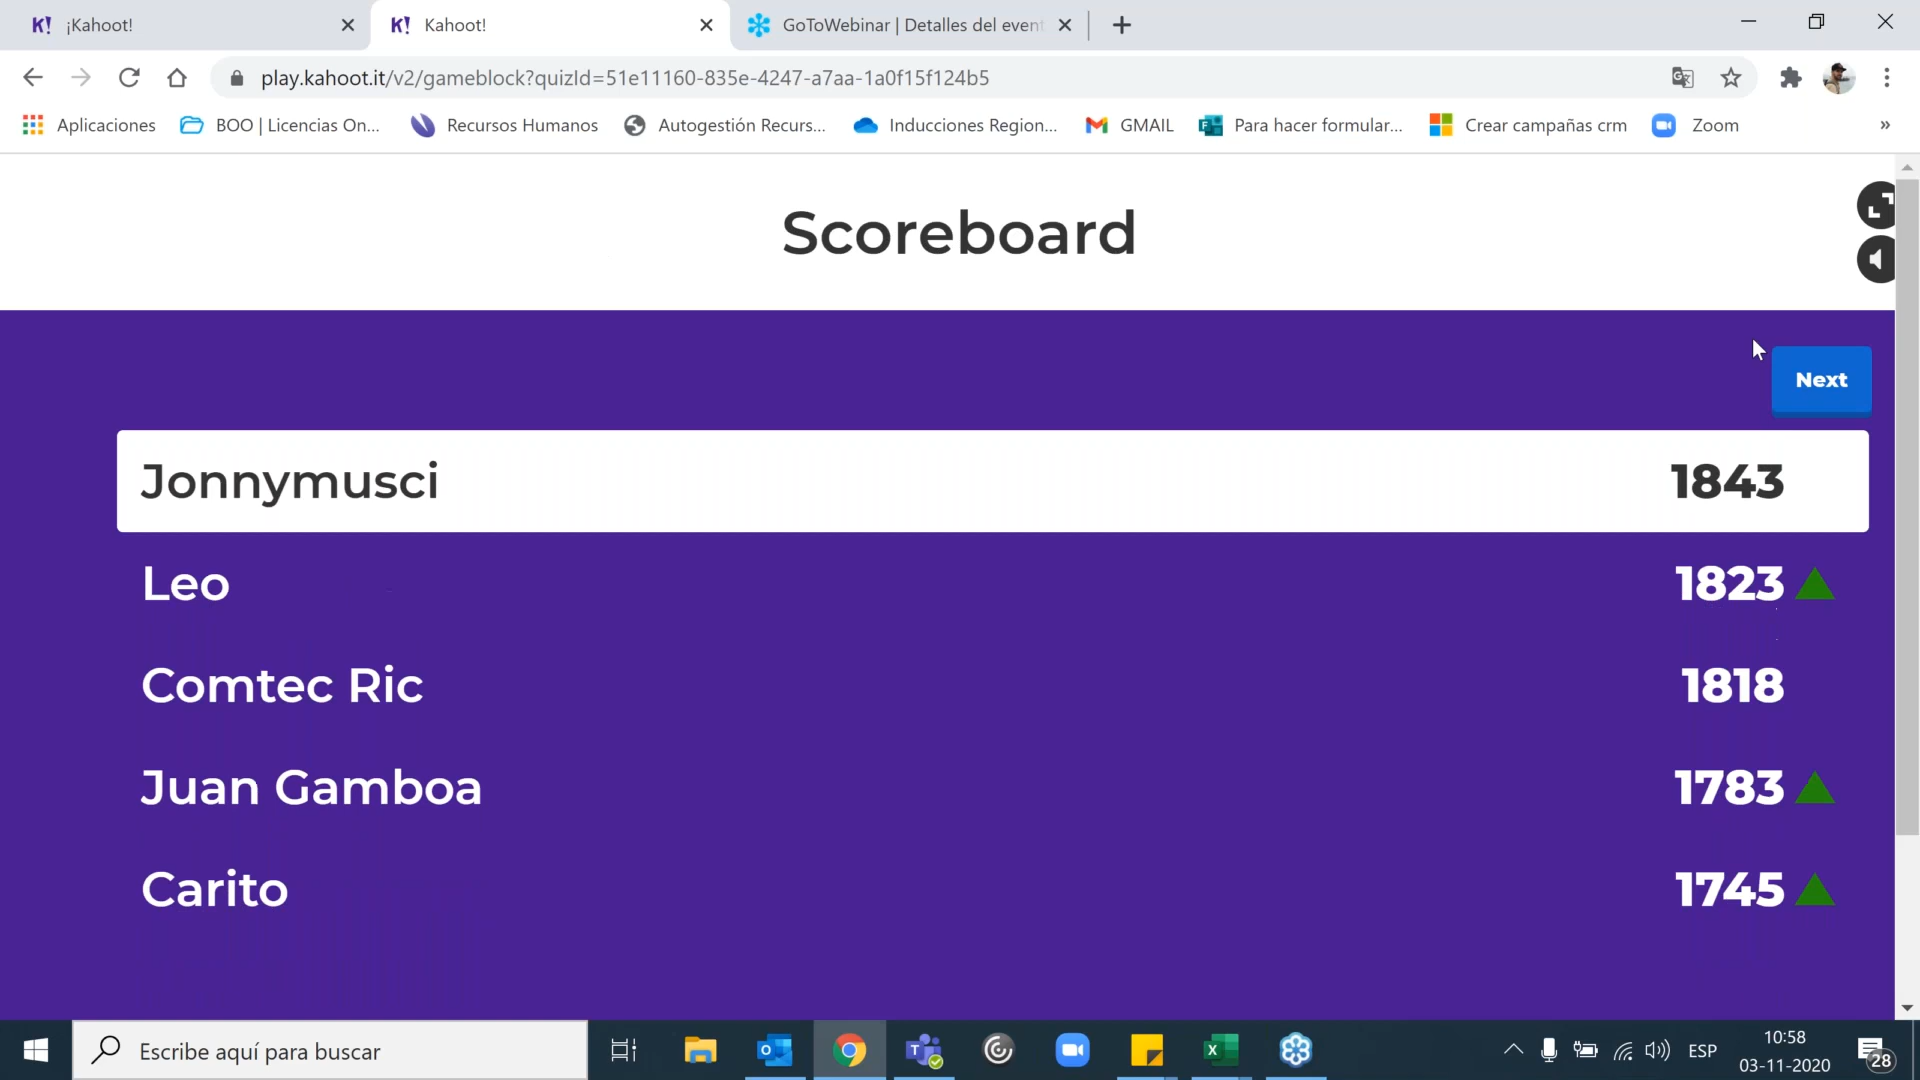 K! ¡Kahoot!
K! Kahoot!
GoToWebinar | Detalles del event
play.kahoot.it/v2/gameblock?quizId=51e11160-835e-4247-a7aa-1a0f15f124b5
Aplicaciones
BOO | Licencias On...
Recursos Humanos
Autogestión Recurs...
Inducciones Region...
GMAIL
Para hacer formular...
Crear campañas crm
Zoom
»
Scoreboard
Next
Jonnymusci 1843
Leo 1823
Comtec Ric 1818
Juan Gamboa 1783
Carito 1745
Escribe aquí para buscar
ESP
10:58
03-11-2020
28